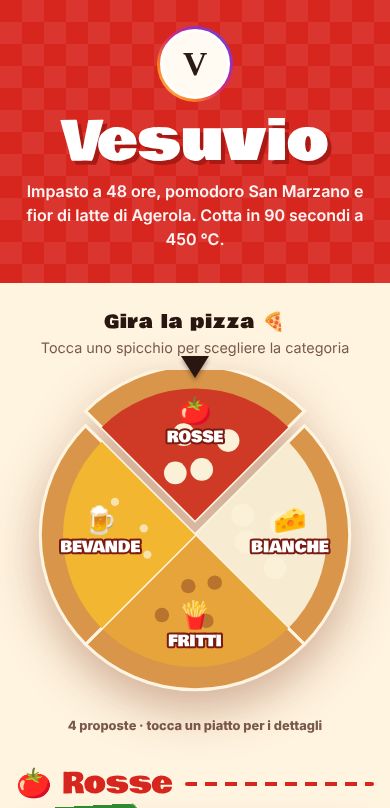 V
Vesuvio
Impasto a 48 ore, pomodoro San Marzano e
fior di latte di Agerola. Cotta in 90 secondi a
450 °C.
Gira la pizza 🍕
Tocca uno spicchio per scegliere la categoria
ROSSE
BEVANDE
BIANCHE
FRITTI
4 proposte · tocca un piatto per i dettagli
Rosse